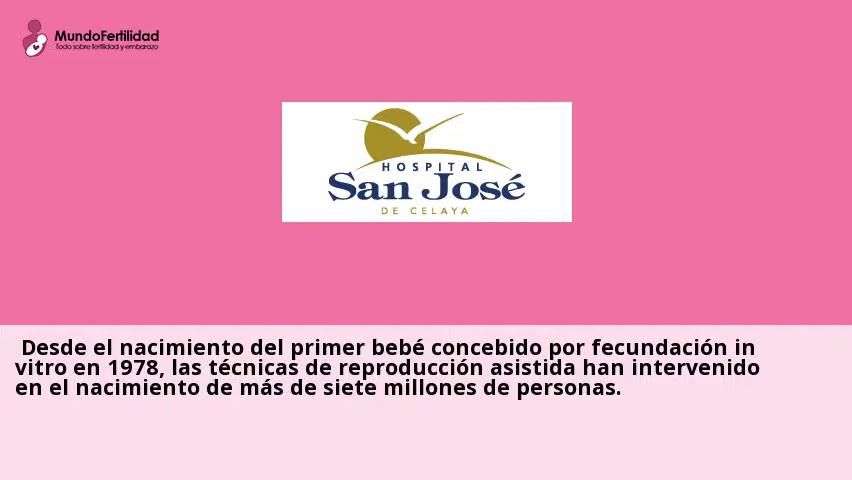 MundoFertilidad
Todo sobre fertilidad y embarazo
HOSPITAL
San José
DE CELAYA
Desde el nacimiento del primer bebé concebido por fecundación in
vitro en 1978, las técnicas de reproducción asistida han intervenido
en el nacimiento de más de siete millones de personas.